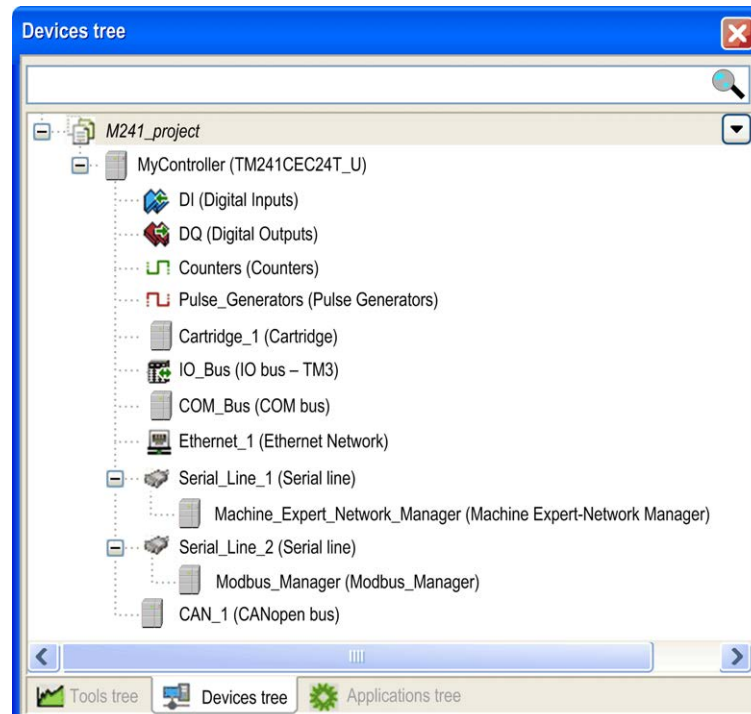 Devices tree
M241_project
MyController (TM241CEC24T_U)
DI (Digital Inputs)
DQ (Digital Outputs)
Counters (Counters)
Pulse_Generators (Pulse Generators)
Cartridge_1 (Cartridge)
IO_Bus (IO bus – TM3)
COM_Bus (COM bus)
Ethernet_1 (Ethernet Network)
Serial_Line_1 (Serial line)
Machine_Expert_Network_Manager (Machine Expert-Network Manager)
Serial_Line_2 (Serial line)
Modbus_Manager (Modbus_Manager)
CAN_1 (CANopen bus)
Tools tree Devices tree Applications tree